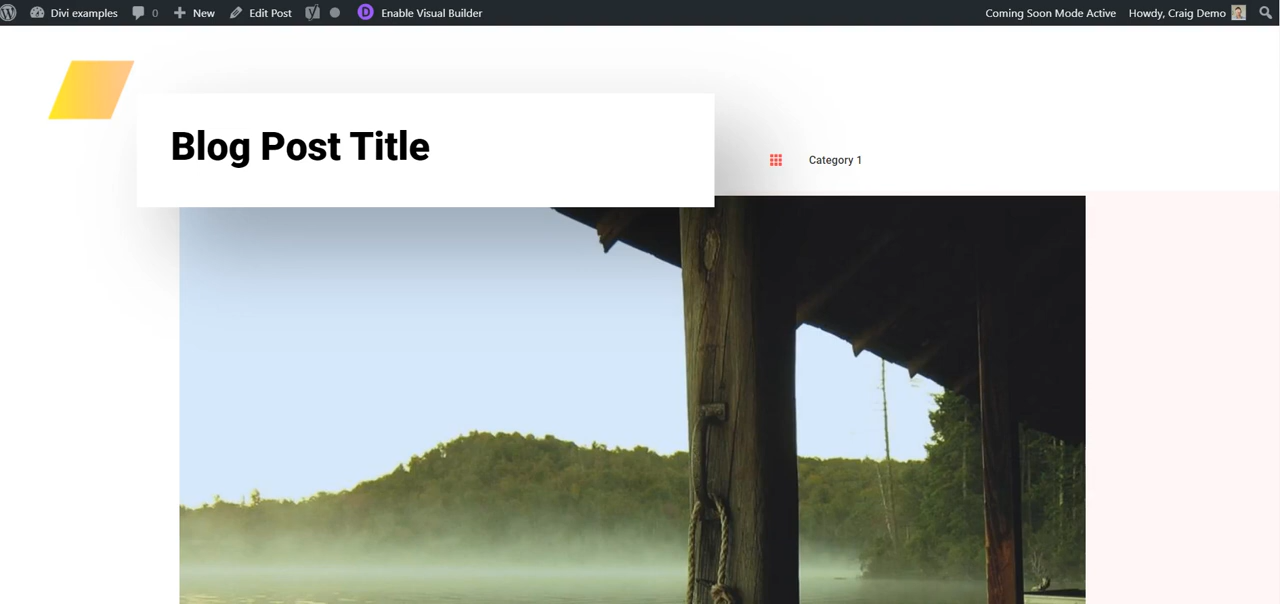 Divi examples 0 New Edit Post D Enable Visual Builder Coming Soon Mode Active Howdy, Craig Demo
Blog Post Title
Category 1